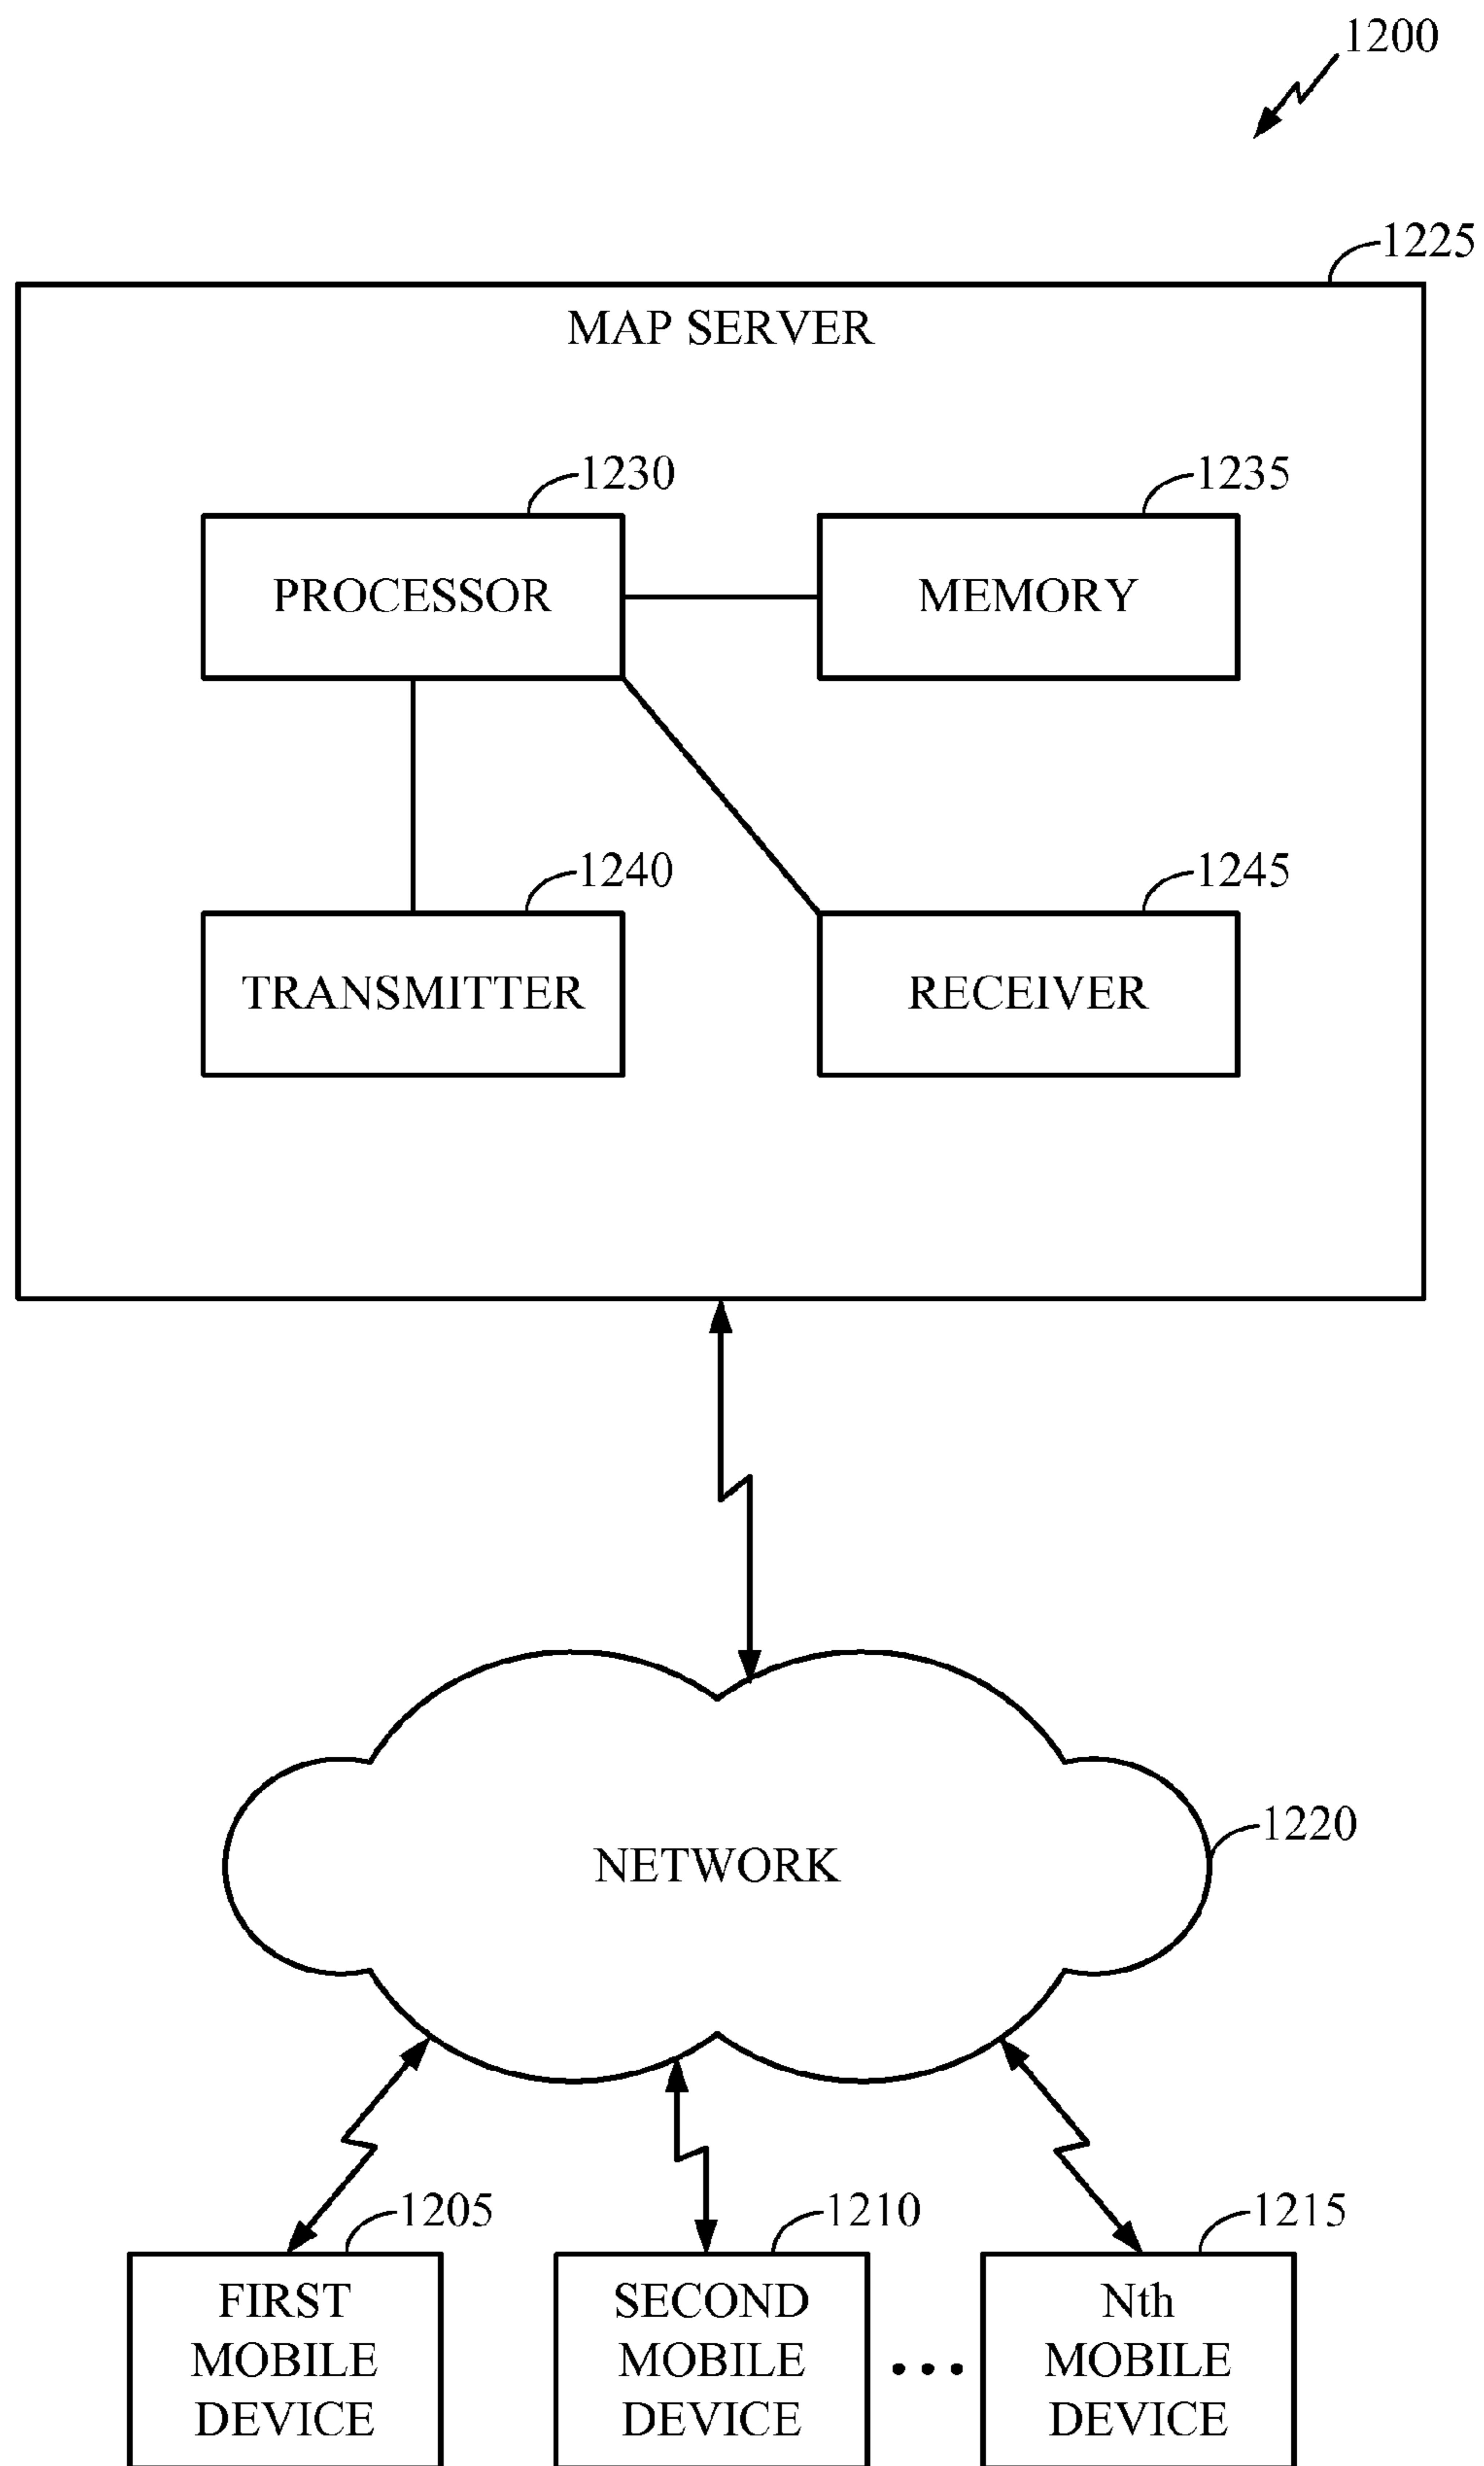 1200
1225
MAP SERVER
1230
1235
PROCESSOR
MEMORY
1240
1245
TRANSMITTER
RECEIVER
1220
NETWORK
1205
1210
1215
FIRST
MOBILE
DEVICE
SECOND
MOBILE
DEVICE
...
Nth
MOBILE
DEVICE